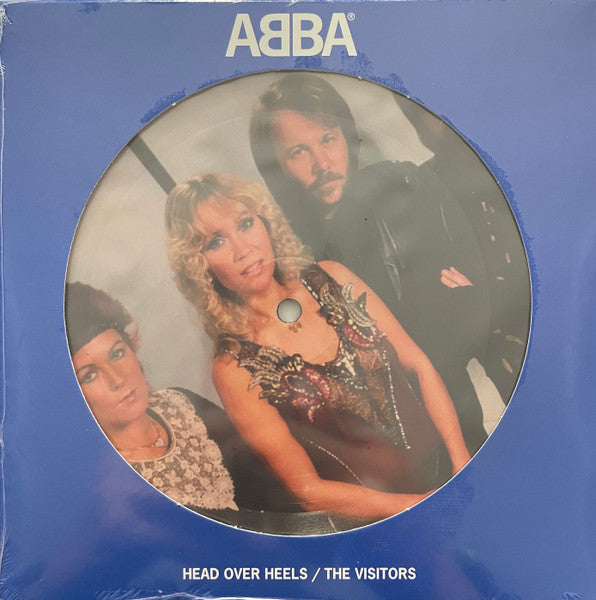 ABBA®
HEAD OVER HEELS / THE VISITORS